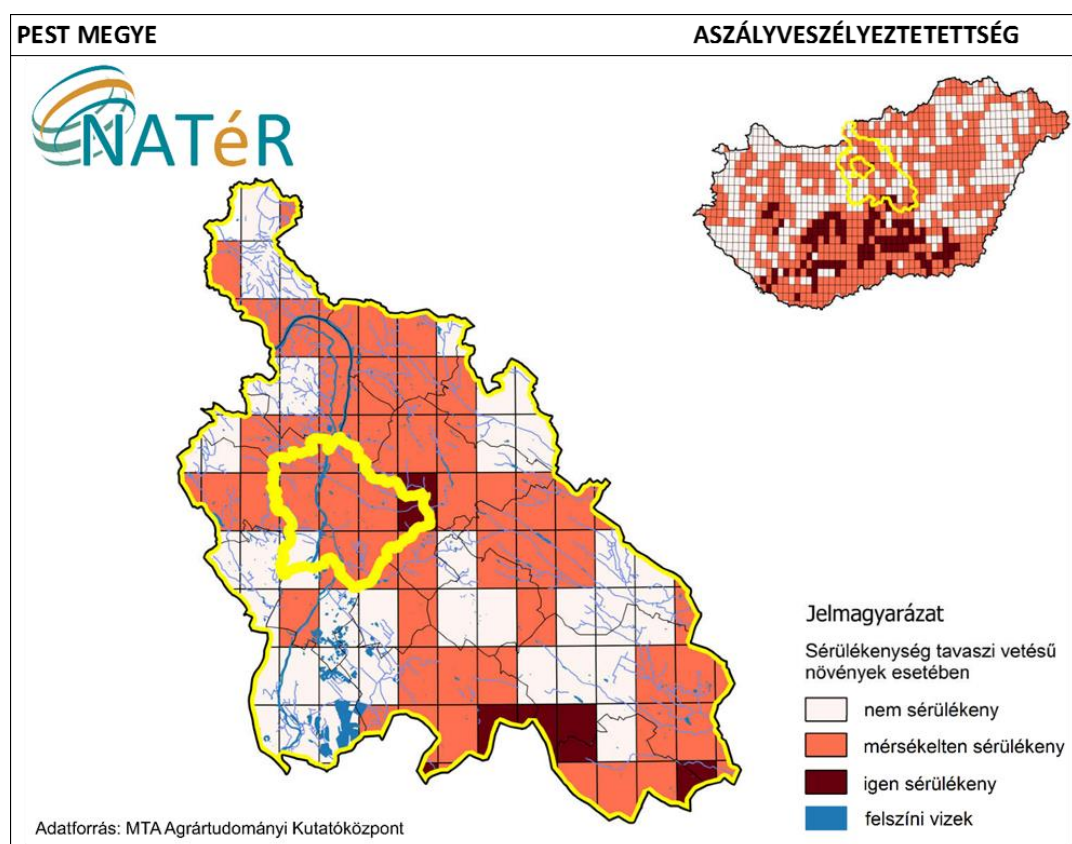 PEST MEGYE
ASZÁLYVESZÉLYEZTETETTSÉG
NATéR
Jelmagyarázat
Sérülékenység tavaszi vetésű
növények esetében
nem sérülékeny
mérsékelten sérülékeny
igen sérülékeny
felszíni vizek
Adatforrás: MTA Agrártudományi Kutatóközpont